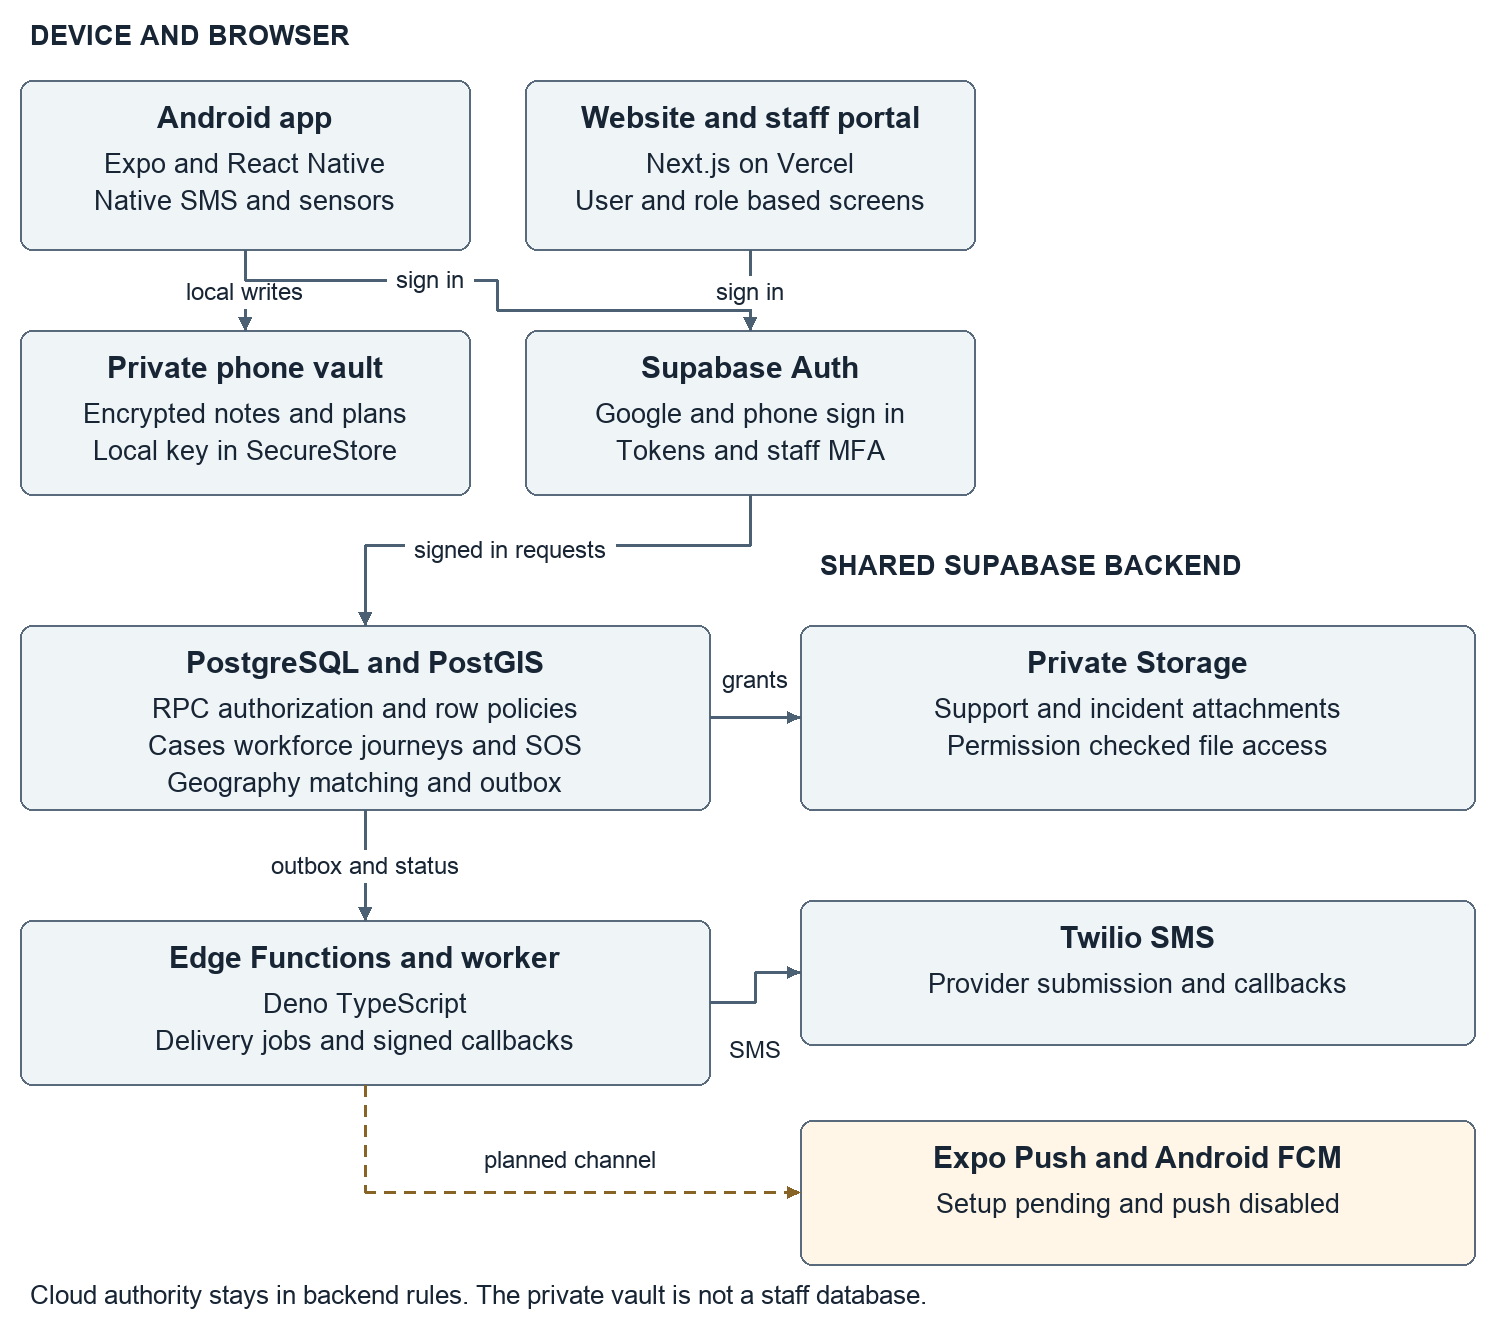 DEVICE AND BROWSER
Android app
Expo and React Native
Native SMS and sensors
Website and staff portal
Next.js on Vercel
User and role based screens
local writes
sign in
sign in
Private phone vault
Encrypted notes and plans
Local key in SecureStore
Supabase Auth
Google and phone sign in
Tokens and staff MFA
signed in requests
SHARED SUPABASE BACKEND
PostgreSQL and PostGIS
RPC authorization and row policies
Cases workforce journeys and SOS
Geography matching and outbox
grants
Private Storage
Support and incident attachments
Permission checked file access
outbox and status
Edge Functions and worker
Deno TypeScript
Delivery jobs and signed callbacks
SMS
Twilio SMS
Provider submission and callbacks
planned channel
Expo Push and Android FCM
Setup pending and push disabled
Cloud authority stays in backend rules. The private vault is not a staff database.